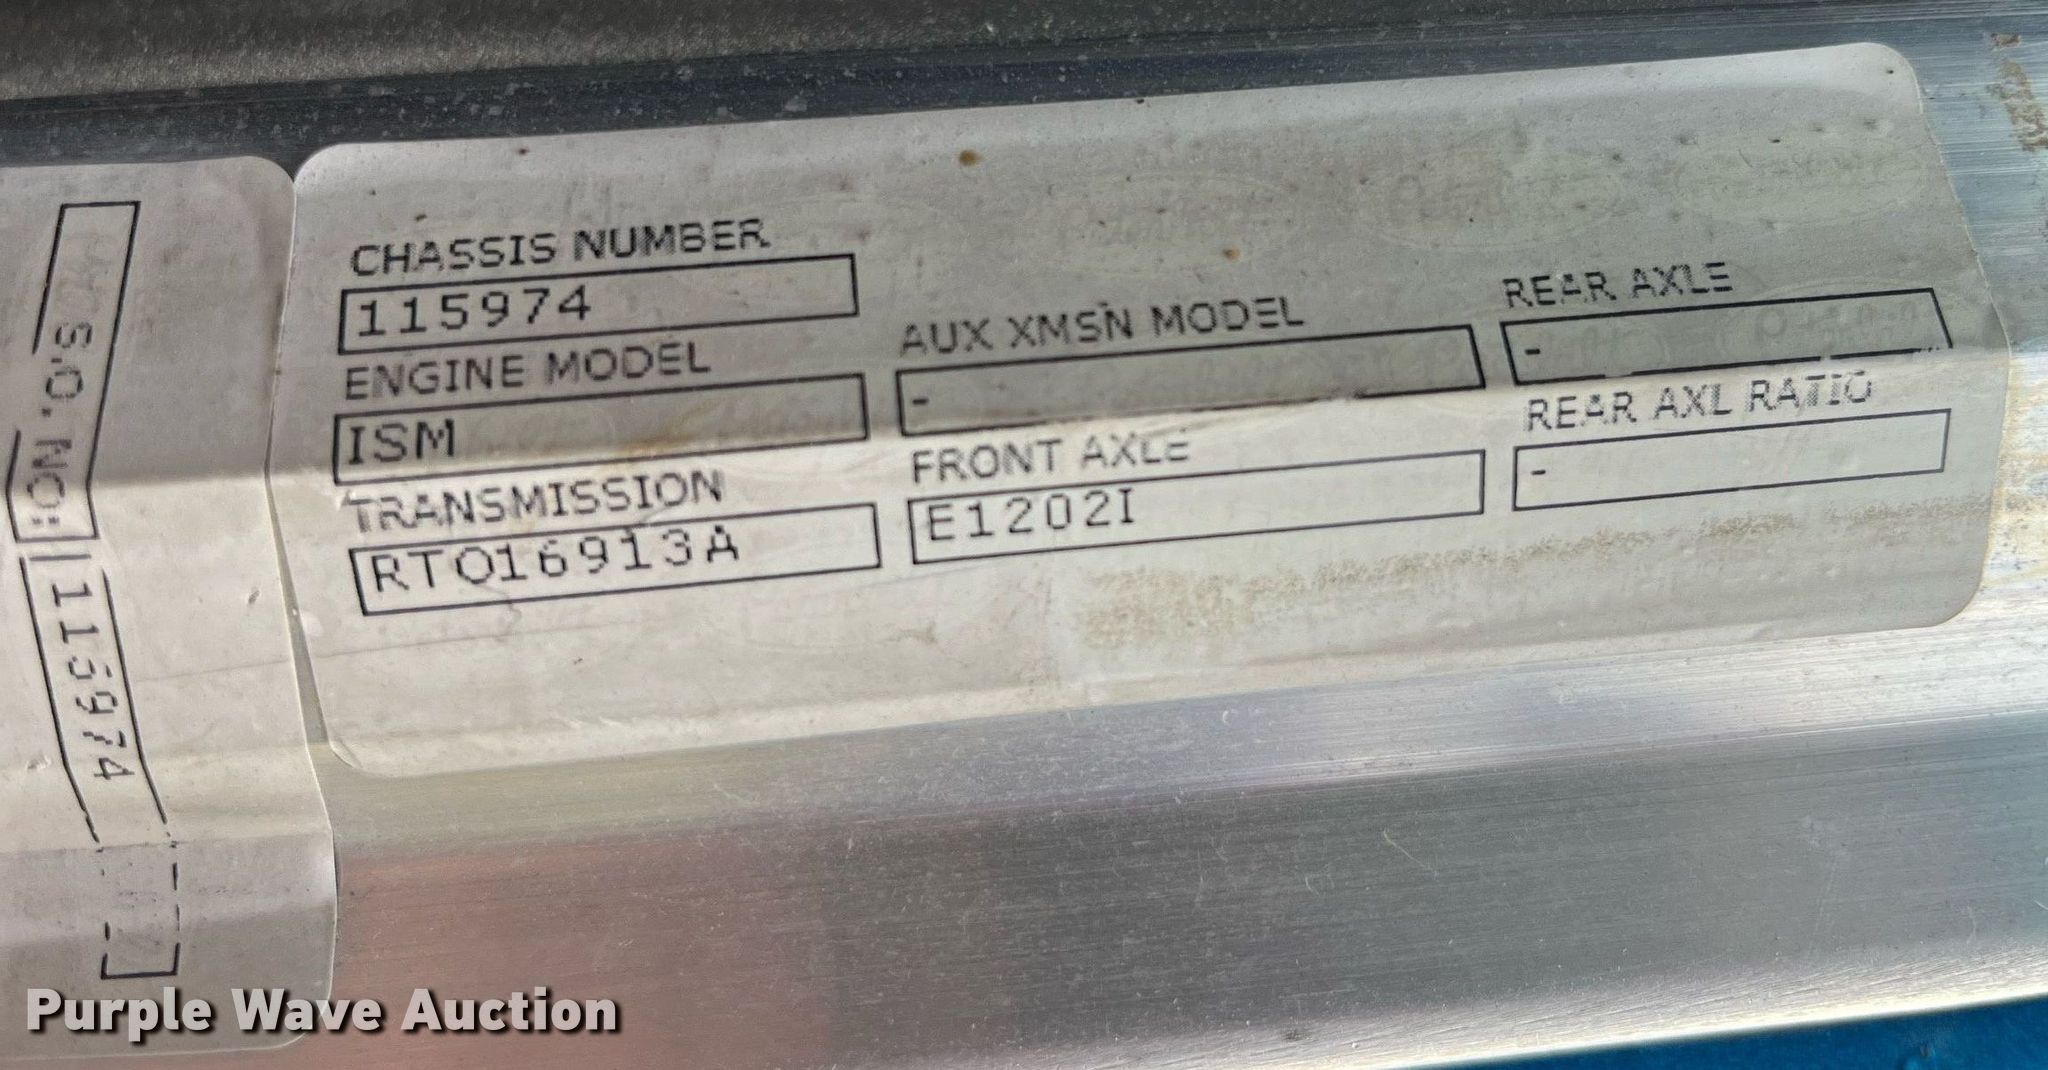 S.O. NO: 115974
CHASSIS NUMBER
115974
ENGINE MODEL
ISM
TRANSMISSION
RTO16913A
AUX XMSN MODEL
-
FRONT AXLE
E1202I
REAR AXLE
-
REAR AXL RATIO
-
Purple Wave Auction